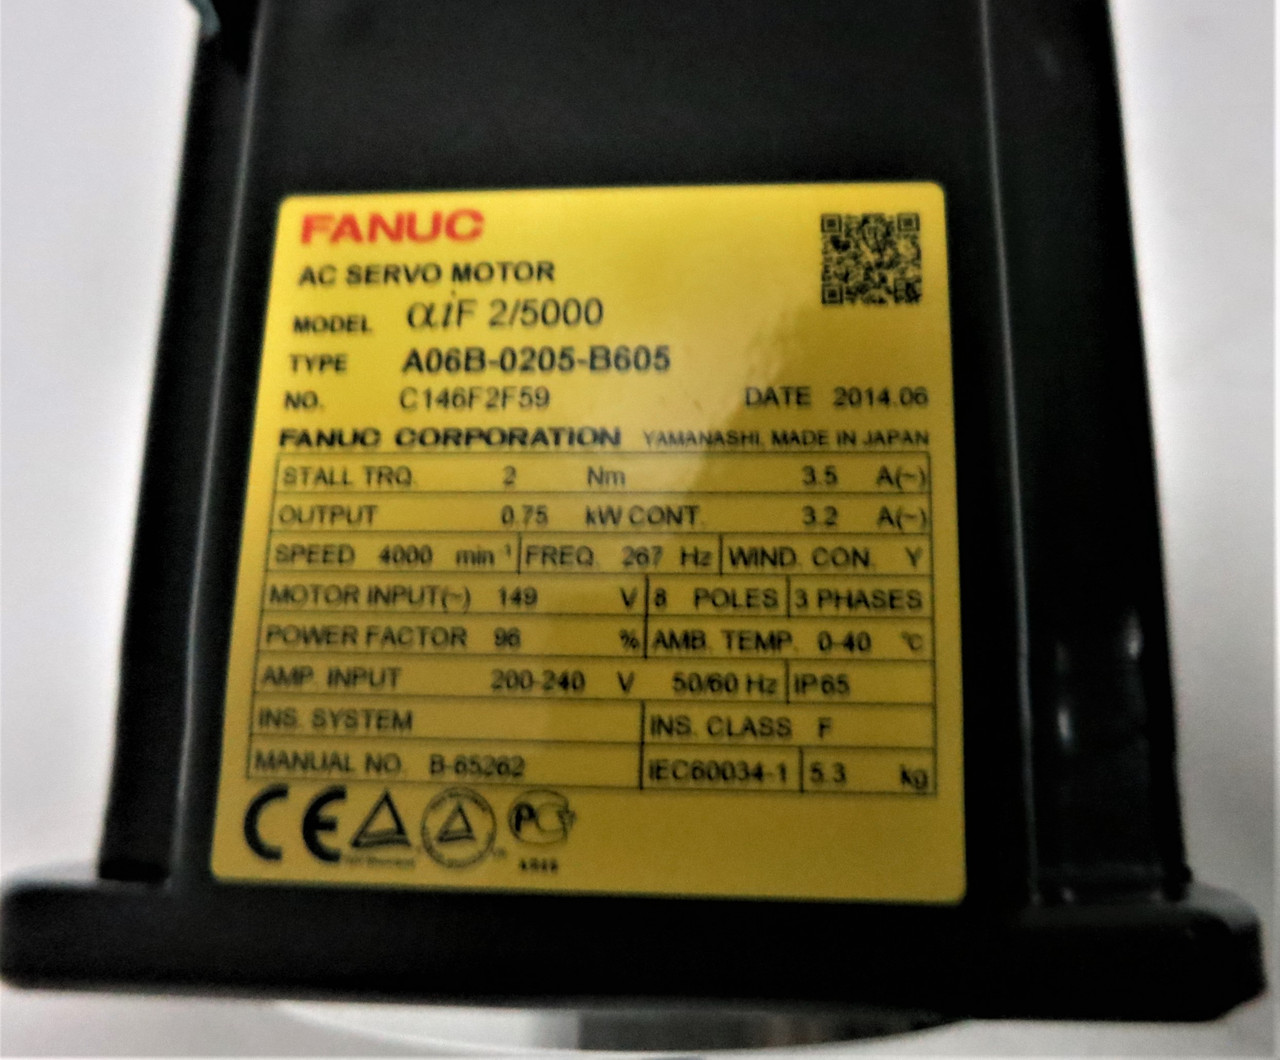 FANUC
AC SERVO MOTOR
MODEL αiF 2/5000
TYPE A06B-0205-B605
NO. C146F2F59 DATE 2014.06
FANUC CORPORATION YAMANASHI, MADE IN JAPAN
STALL TRQ. 2 Nm 3.5 A(~)
OUTPUT 0.75 kW CONT. 3.2 A(~)
SPEED 4000 min⁻¹ FREQ. 267 Hz WIND. CON. Y
MOTOR INPUT(~) 149 V 8 POLES 3 PHASES
POWER FACTOR 96 % AMB. TEMP. 0-40 °C
AMP. INPUT 200-240 V 50/60 Hz IP65
INS. SYSTEM INS. CLASS F
MANUAL NO. B-65262 IEC60034-1 5.3 kg
CE